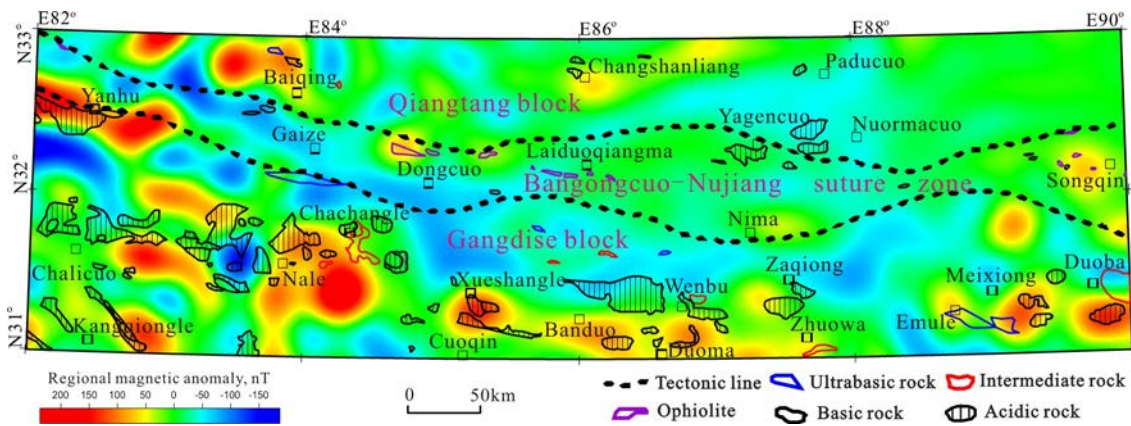 E82° E84° E86° E88° E90°
N33°
Baiqing
Changshanliang
Paducuo
Yanhu
Qiangtang block
Yagencuo
Gaize
Laiduoqiangma
Nuormacuo
N32°
Dongcuo
Bangongcuo-Nujiang suture zone
Songqin
Chachangle
Gangdise block
Nima
Chalicuo
Nale
Xueshangle
Wenbu
Zaqiong
Meixiong
Duoba
N31°
Kangqiongle
Cuoqin
Banduo
Duoma
Zhuowa
Emule
Regional magnetic anomaly, nT
200 150 100 50 0 -50 -100 -150
0 50km
Tectonic line
Ultrabasic rock
Intermediate rock
Ophiolite
Basic rock
Acidic rock